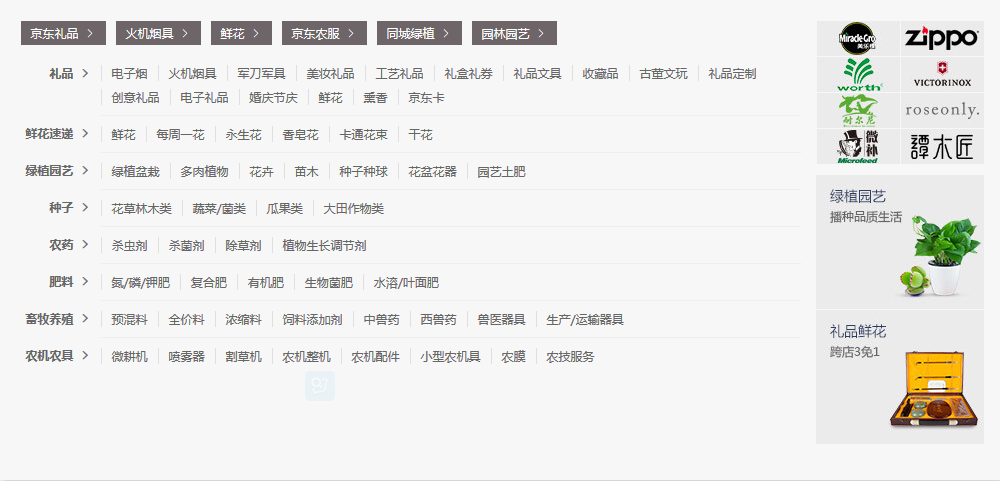 京东礼品 火机烟具 鲜花 京东农服 同城绿植 园林园艺
礼品 电子烟 火机烟具 军刀军具 美妆礼品 工艺礼品 礼盒礼券 礼品文具 收藏品 古董文玩 礼品定制
创意礼品 电子礼品 婚庆节庆 鲜花 熏香 京东卡
鲜花速递 鲜花 每周一花 永生花 香皂花 卡通花束 干花
绿植园艺 绿植盆栽 多肉植物 花卉 苗木 种子种球 花盆花器 园艺土肥
种子 花草林木类 蔬菜/菌类 瓜果类 大田作物类
农药 杀虫剂 杀菌剂 除草剂 植物生长调节剂
肥料 氮/磷/钾肥 复合肥 有机肥 生物菌肥 水溶/叶面肥
畜牧养殖 预混料 全价料 浓缩料 饲料添加剂 中兽药 西兽药 兽医器具 生产/运输器具
农机农具 微耕机 喷雾器 割草机 农机整机 农机配件 小型农机具 农膜 农技服务
Miracle-Gro 美乐棵
Zippo
worth
VICTORINOX
耐尔尼
roseonly.
微补
Microfeed
譚木匠
绿植园艺
播种品质生活
礼品鲜花
跨店3免1